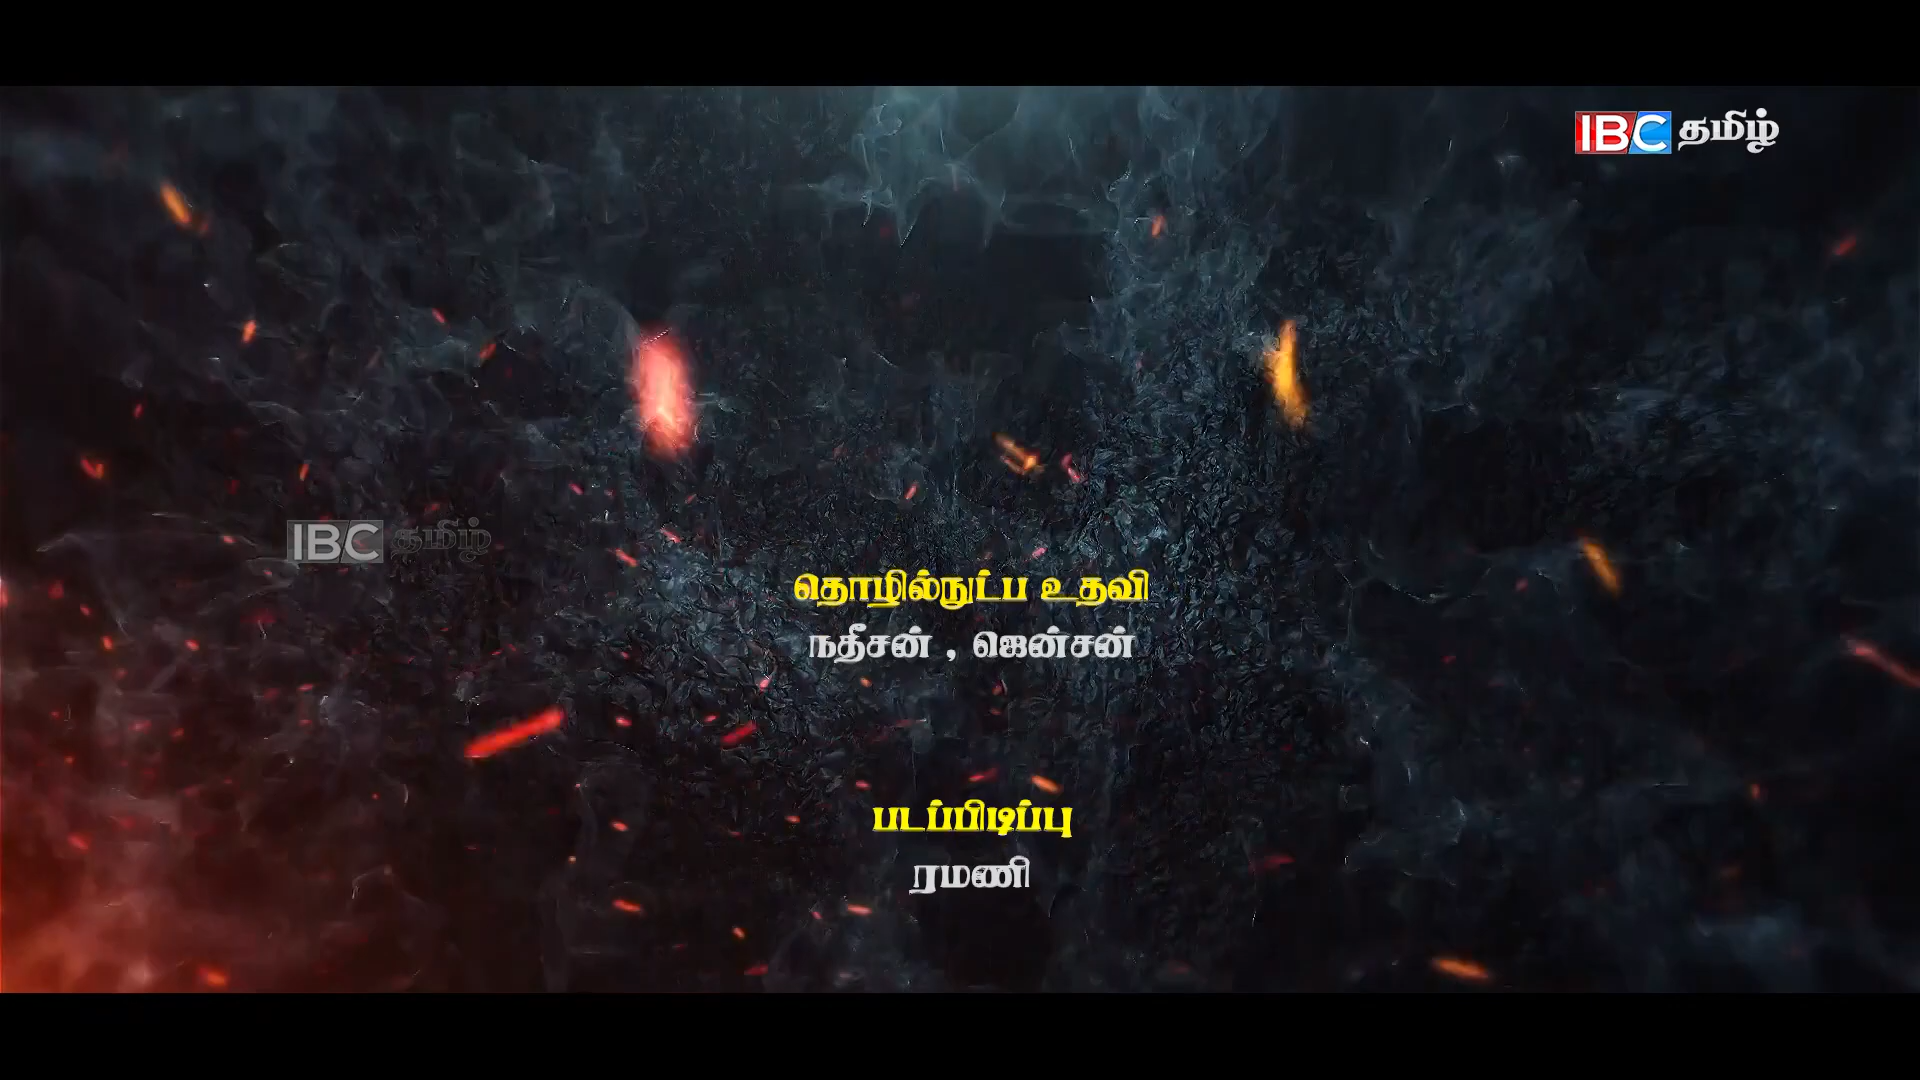 IBC தமிழ்
IBC தமிழ்
தொழில்நுட்ப உதவி
நதீசன் , ஜென்சன்
படப்பிடிப்பு
ரமணி